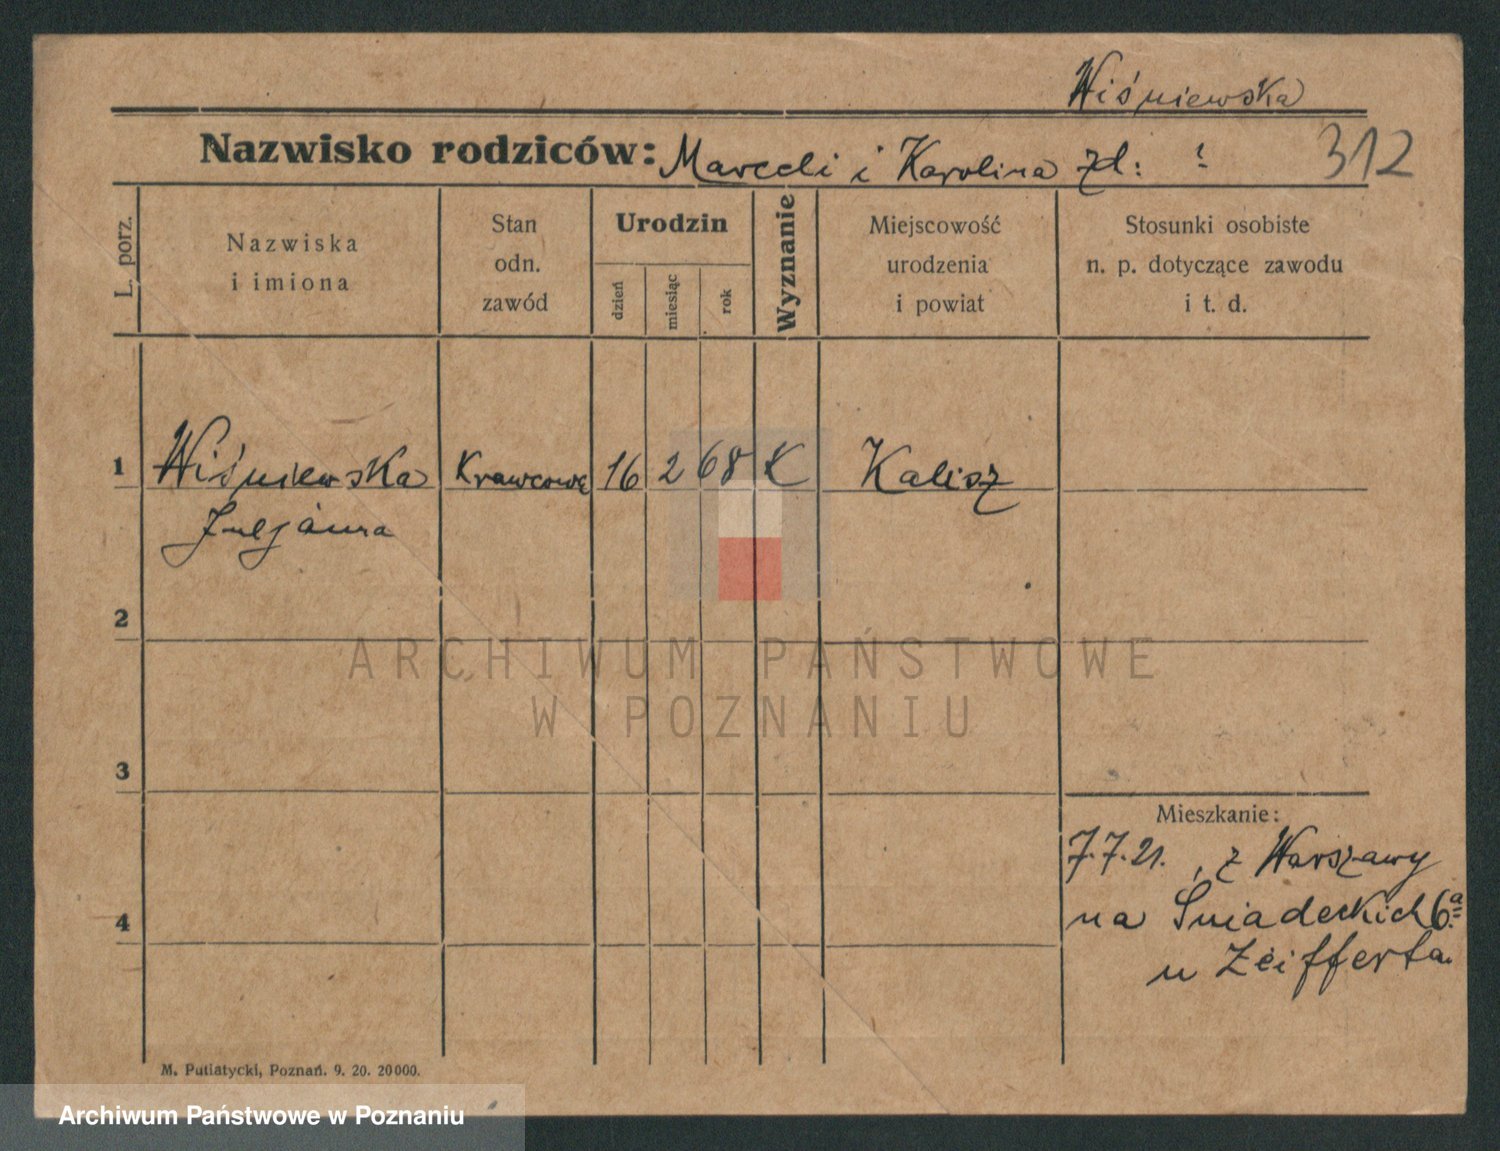 Wiśniewska
Nazwisko rodziców: Marceli i Karolina zd: ?
312
L. porz.
Nazwiska
i imiona
Stan
odn.
zawód
Urodzin
dzień
miesiąc
rok
Wyznanie
Miejscowość
urodzenia
i powiat
Stosunki osobiste
n. p. dotyczące zawodu
i t. d.
1 Wiśniewska Krawcowa 16 2 68 K Kalisz
Juljanna
2
ARCHIWUM PAŃSTWOWE
W POZNANIU
3
Mieszkanie:
7.7.21. , z Warszawy
na Śniadeckich 6a
4
u Zeifferta.
M. Putiatycki, Poznań. 9. 20. 20000.
Archiwum Państwowe w Poznaniu